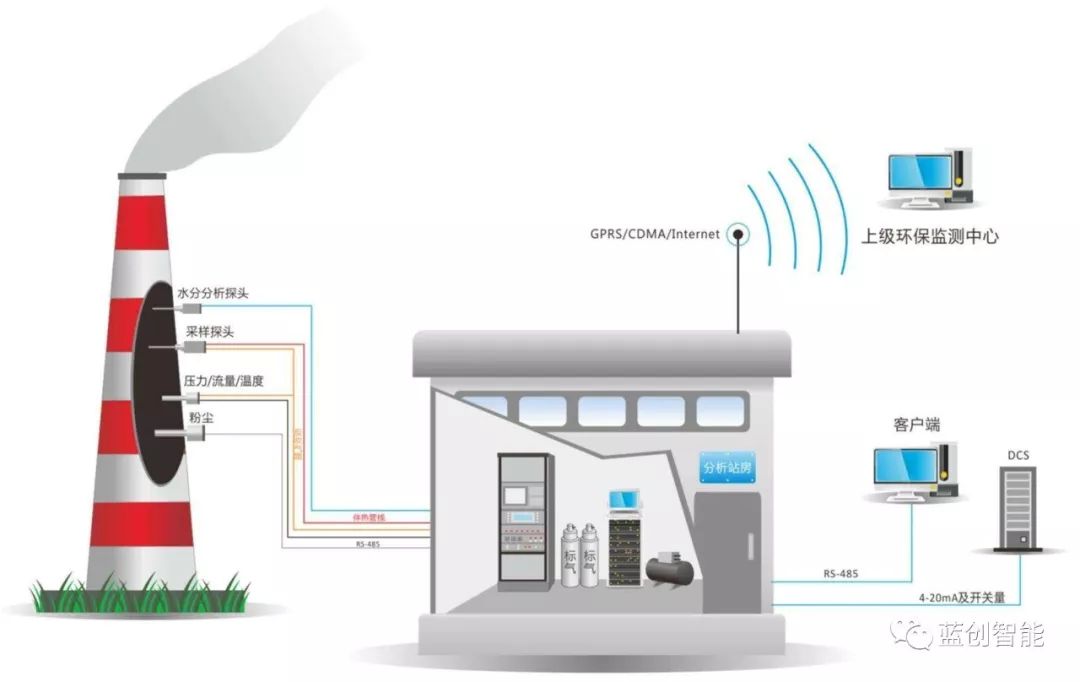 水分分析探头
采样探头
压力/流量/温度
粉尘
伴热管线
RS-485
GPRS/CDMA/Internet
上级环保监测中心
分析站房
标气
标气
客户端
DCS
RS-485
4-20mA及开关量
蓝创智能